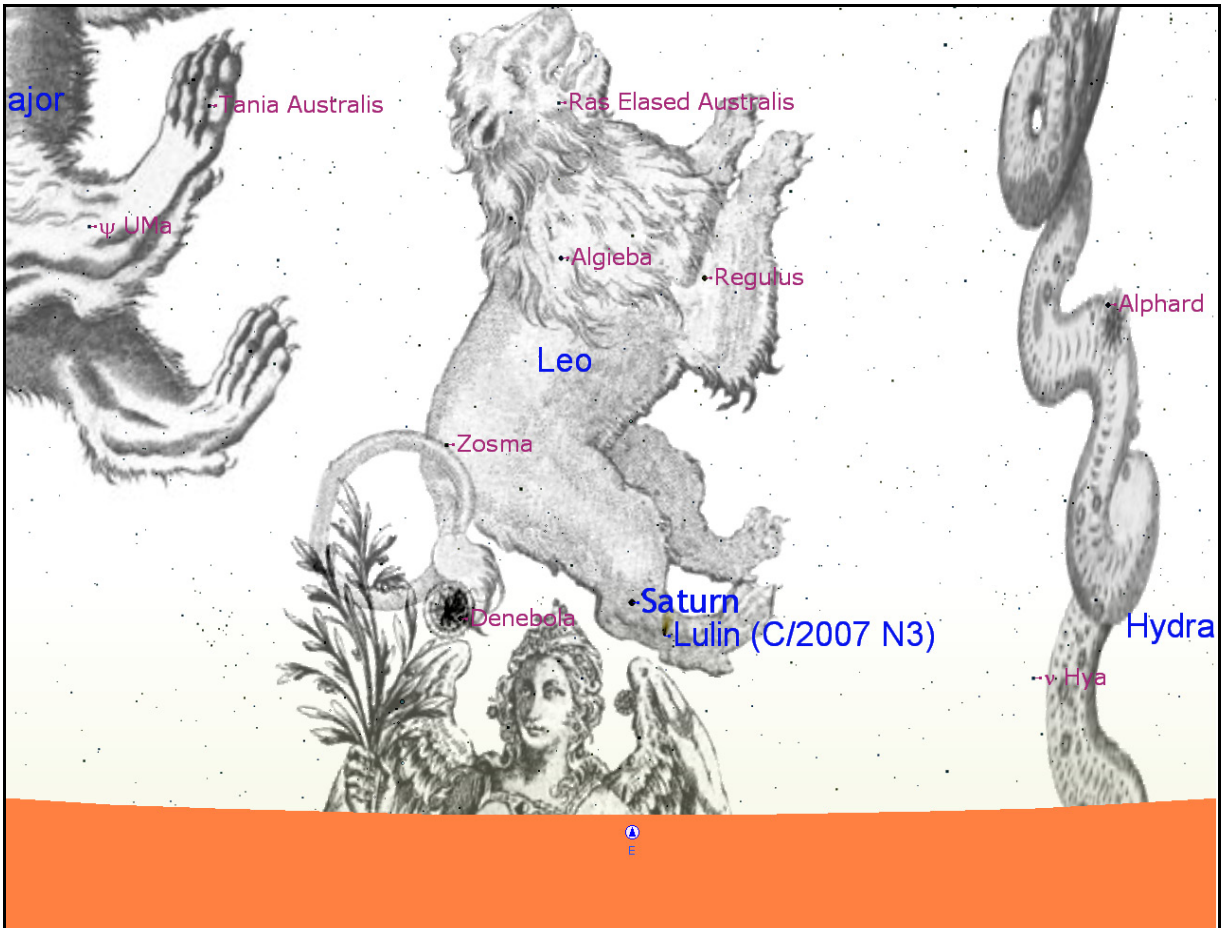 ajor
Tania Australis
Ras Elased Australis
ψ UMa
Algieba
Regulus
Alphard
Leo
Zosma
Saturn
Denebola
Lulin (C/2007 N3)
Hydra
ν Hya
E